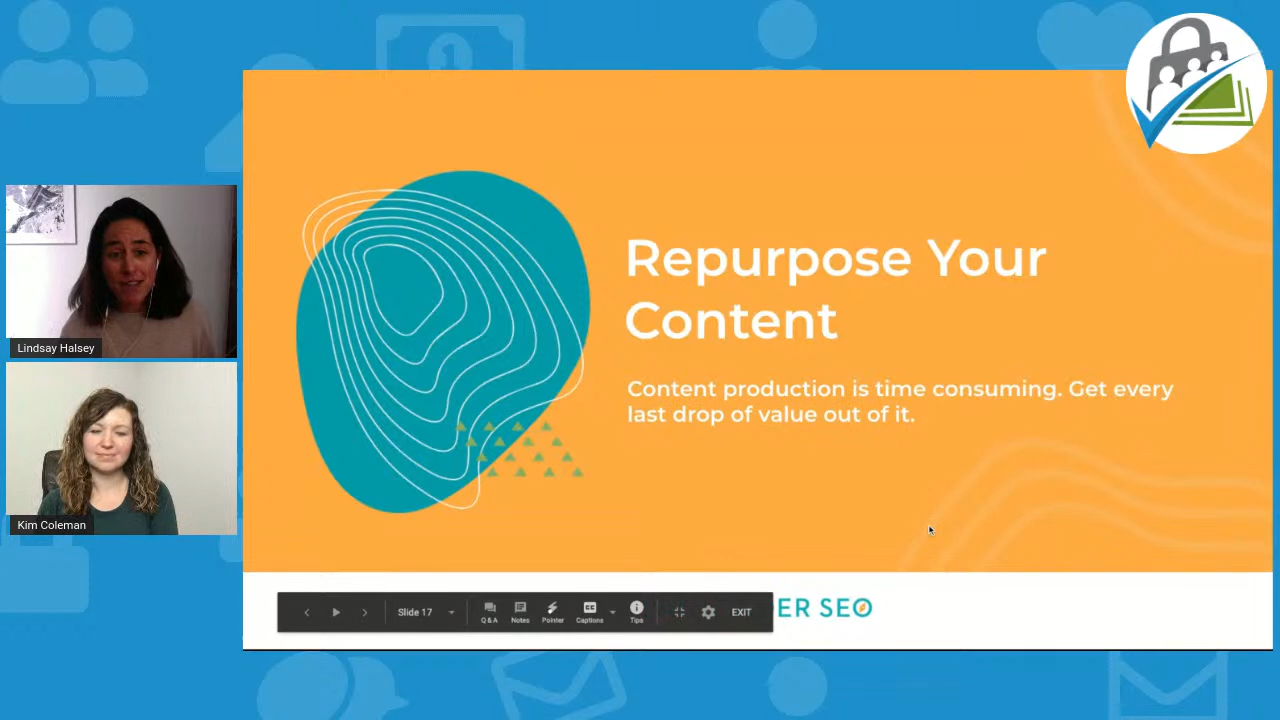 Repurpose Your
Content
Content production is time consuming. Get every
last drop of value out of it.
Lindsay Halsey
Kim Coleman
Slide 17
Q & A
Notes
Pointer
CC
Captions
Tips
EXIT
ER SEO